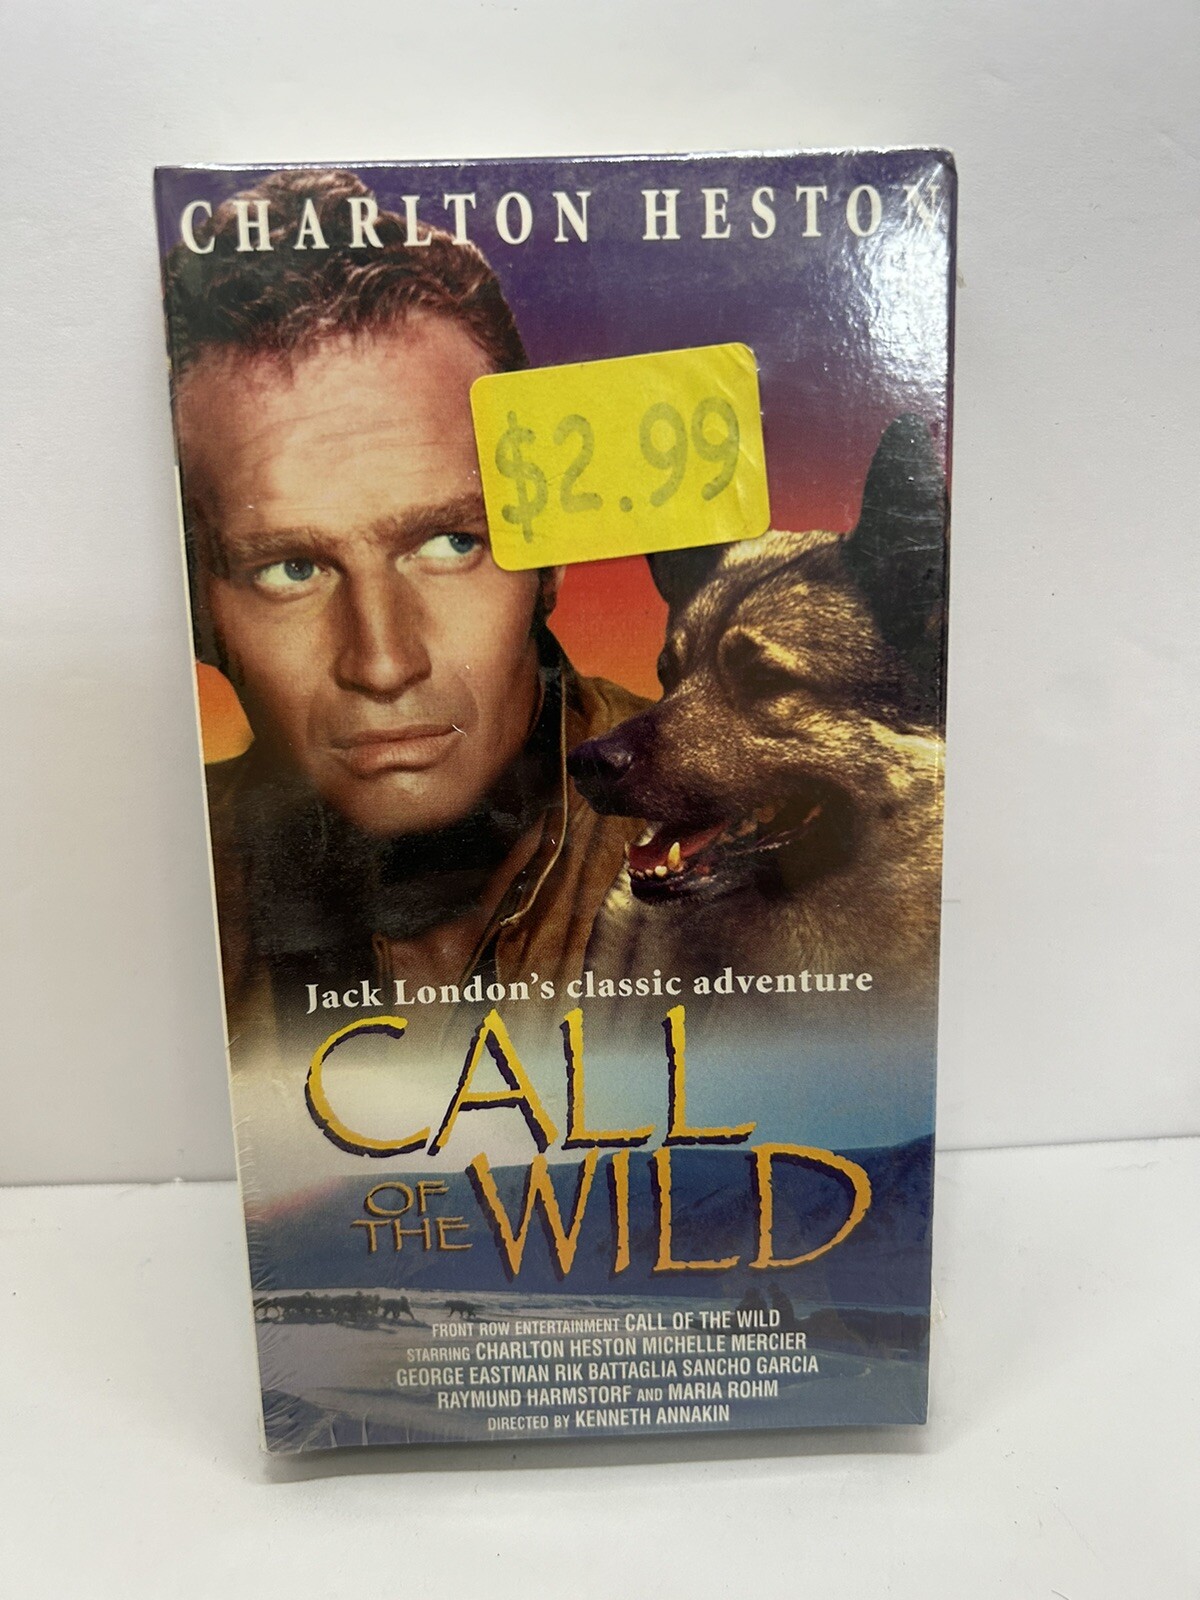 CHARLTON HESTON
$2.99
Jack London's classic adventure
CALL
OF THE WILD
FRONT ROW ENTERTAINMENT CALL OF THE WILD
STARRING CHARLTON HESTON MICHELLE MERCIER
GEORGE EASTMAN RIK BATTAGLIA SANCHO GARCIA
RAYMUND HARMSTORF AND MARIA ROHM
DIRECTED BY KENNETH ANNAKIN